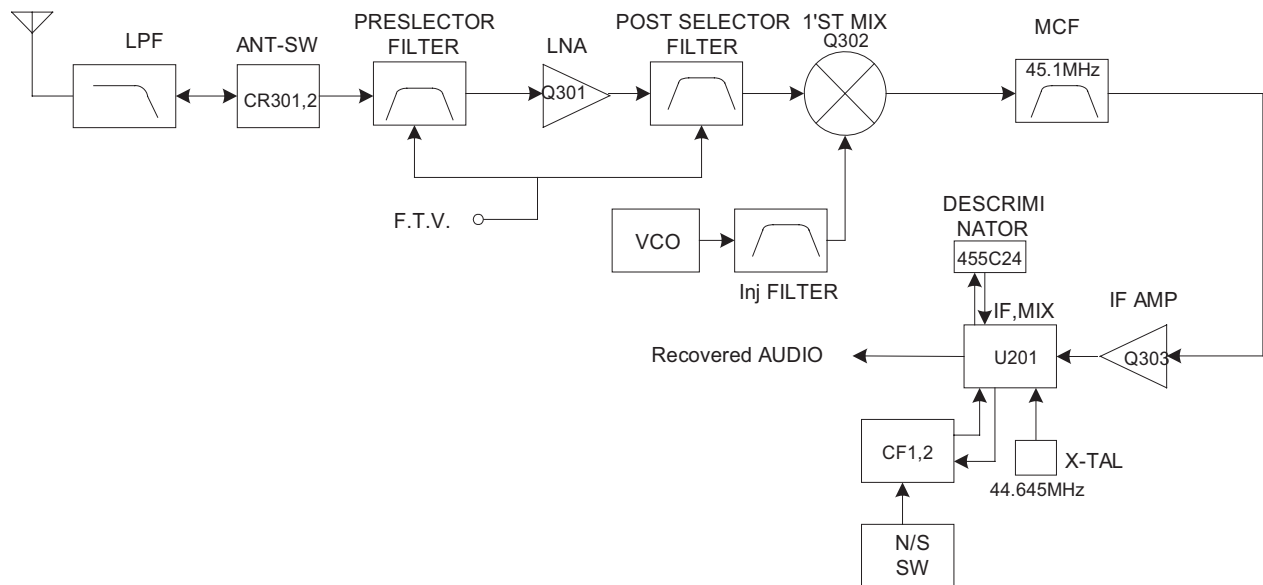 LPF
ANT-SW
CR301,2
PRESLECTOR
FILTER
LNA
Q301
POST SELECTOR
FILTER
1'ST MIX
Q302
MCF
45.1MHz
F.T.V.
VCO
Inj FILTER
DESCRIMI
NATOR
455C24
IF,MIX
U201
IF AMP
Q303
Recovered AUDIO
CF1,2
X-TAL
44.645MHz
N/S
SW